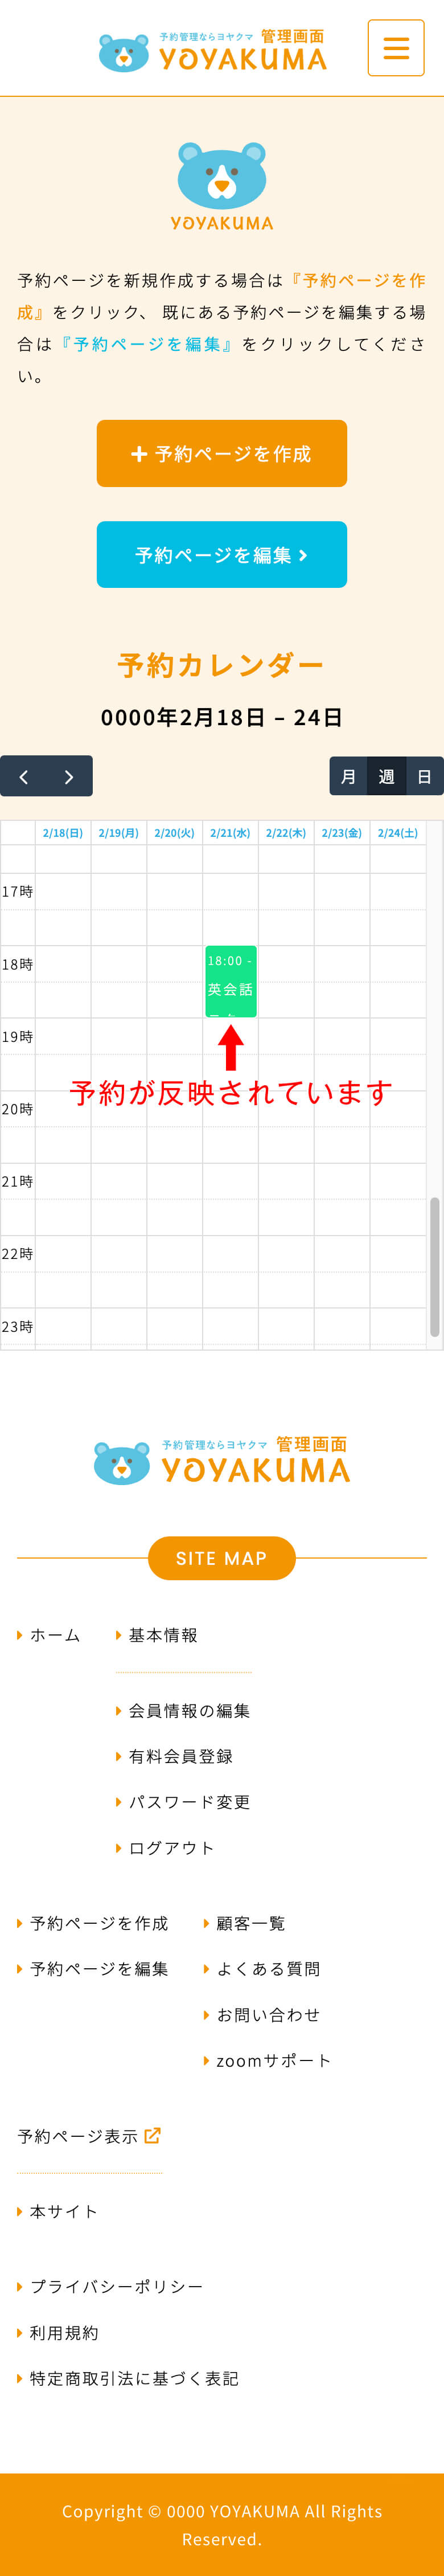 予約管理ならヨヤクマ 管理画面
YOYAKUMA
YOYAKUMA
予約ページを新規作成する場合は『予約ページを作
成』をクリック、 既にある予約ページを編集する場
合は『予約ページを編集』をクリックしてくださ
い。
予約ページを作成
予約ページを編集
予約カレンダー
0000年2月18日 – 24日
月 週 日
2/18(日) 2/19(月) 2/20(火) 2/21(水) 2/22(木) 2/23(金) 2/24(土)
17時
18時
18:00 -
英会話
19時
予約が反映されています
20時
21時
22時
23時
予約管理ならヨヤクマ 管理画面
YOYAKUMA
SITE MAP
ホーム
基本情報
会員情報の編集
有料会員登録
パスワード変更
ログアウト
予約ページを作成
予約ページを編集
顧客一覧
よくある質問
お問い合わせ
zoomサポート
予約ページ表示
本サイト
プライバシーポリシー
利用規約
特定商取引法に基づく表記
Copyright © 0000 YOYAKUMA All Rights
Reserved.